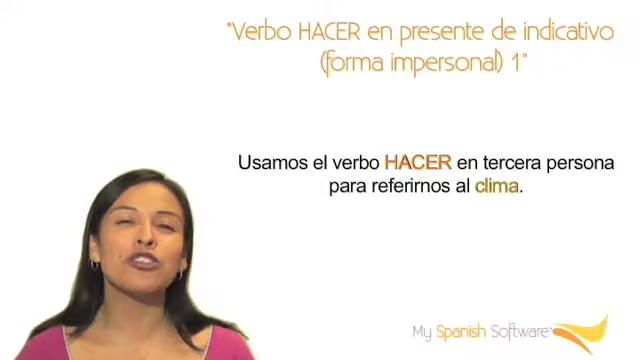 "Verbo HACER en presente de indicativo
(forma impersonal) 1"
Usamos el verbo HACER en tercera persona
para referirnos al clima.
My Spanish Software